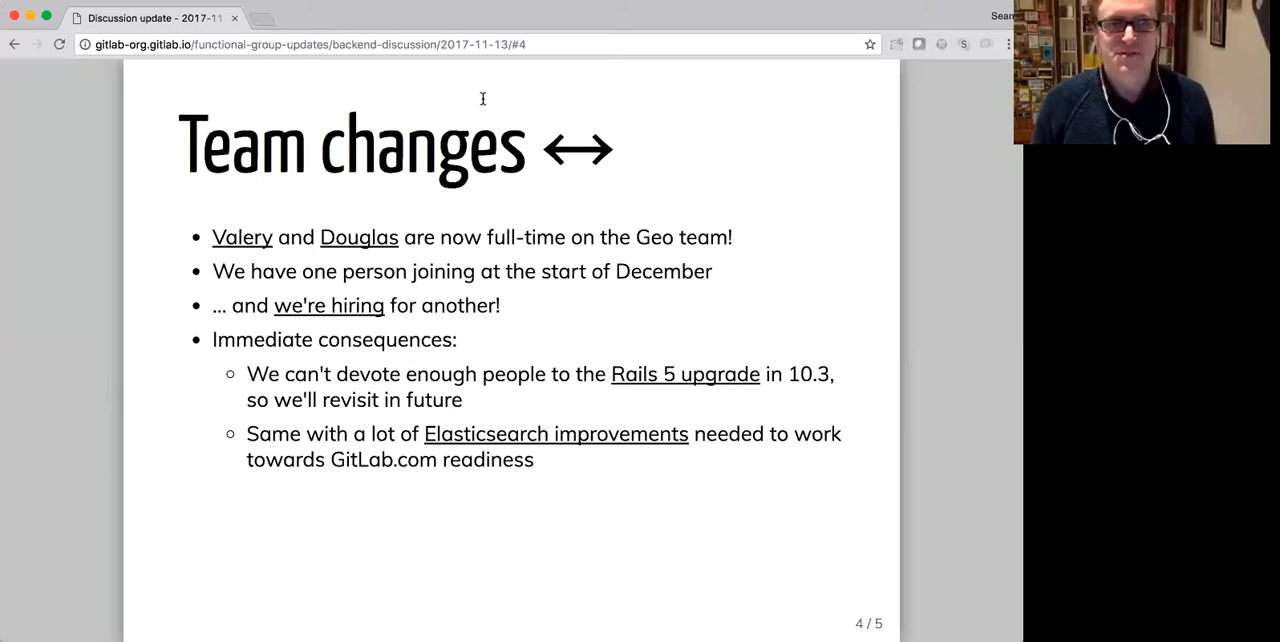 Discussion update - 2017-11
Sean
gitlab-org.gitlab.io/functional-group-updates/backend-discussion/2017-11-13/#4
Team changes ↔
• Valery and Douglas are now full-time on the Geo team!
• We have one person joining at the start of December
• ... and we're hiring for another!
• Immediate consequences:
○ We can't devote enough people to the Rails 5 upgrade in 10.3,
so we'll revisit in future
○ Same with a lot of Elasticsearch improvements needed to work
towards GitLab.com readiness
4 / 5